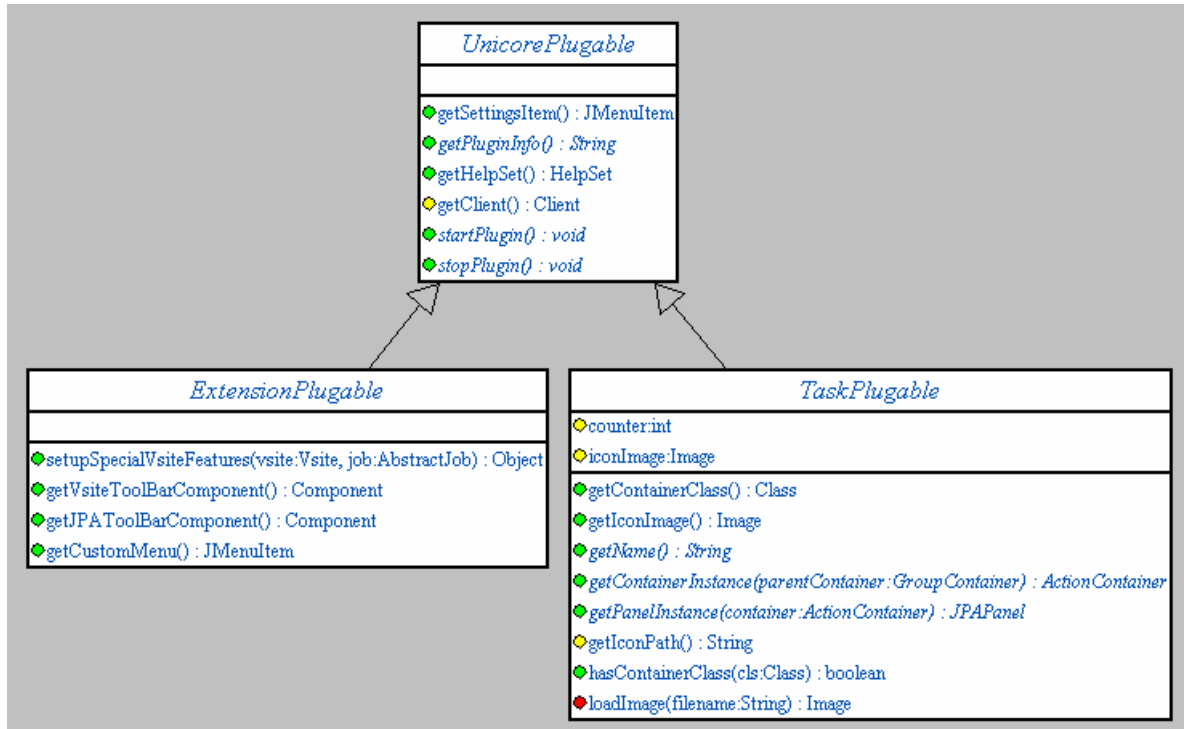 UnicorePlugable
getSettingsItem() : JMenuItem
getPluginInfo() : String
getHelpSet() : HelpSet
getClient() : Client
startPlugin() : void
stopPlugin() : void
ExtensionPlugable
setupSpecialVsiteFeatures(vsite:Vsite, job:AbstractJob) : Object
getVsiteToolBarComponent() : Component
getJPAToolBarComponent() : Component
getCustomMenu() : JMenuItem
TaskPlugable
counter:int
iconImage:Image
getContainerClass() : Class
getIconImage() : Image
getName() : String
getContainerInstance(parentContainer:GroupContainer) : ActionContainer
getPanelInstance(container:ActionContainer) : JPAPanel
getIconPath() : String
hasContainerClass(cls:Class) : boolean
loadImage(filename:String) : Image